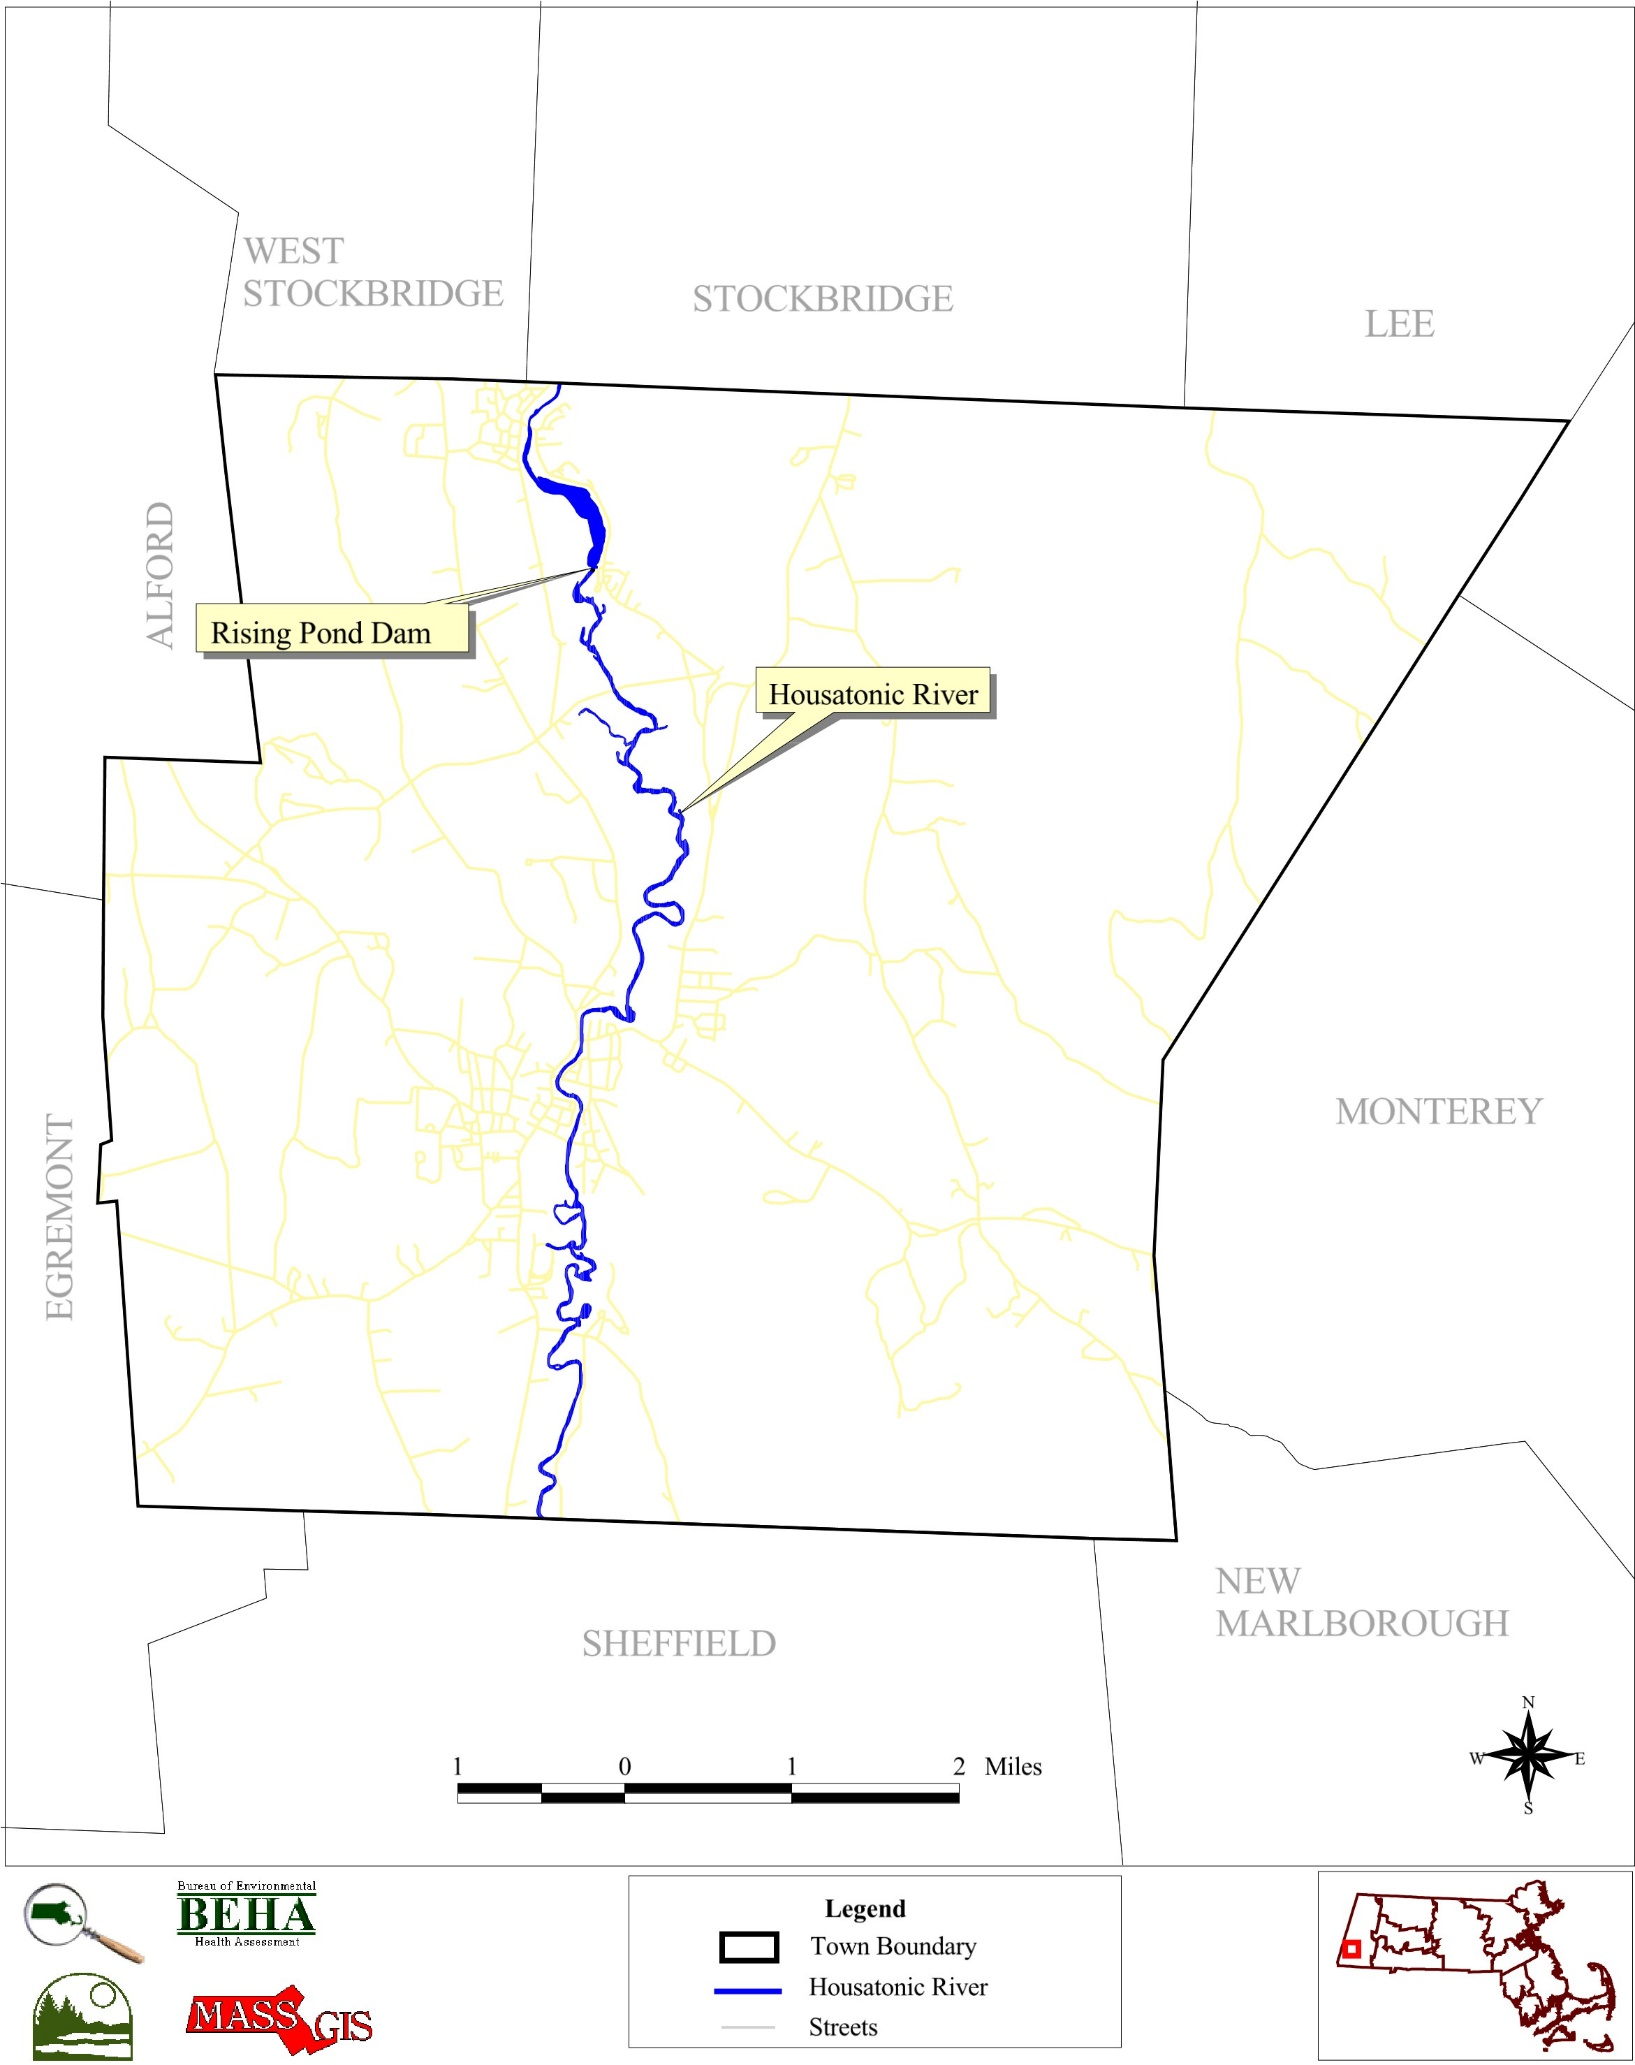 WEST
STOCKBRIDGE
STOCKBRIDGE
LEE
ALFORD
Rising Pond Dam
Housatonic River
MONTEREY
EGREMONT
NEW
MARLBOROUGH
SHEFFIELD
N
W E
S
1 0 1 2 Miles
Bureau of Environmental
BEHA
Health Assessment
MASS GIS
Legend
Town Boundary
Housatonic River
Streets